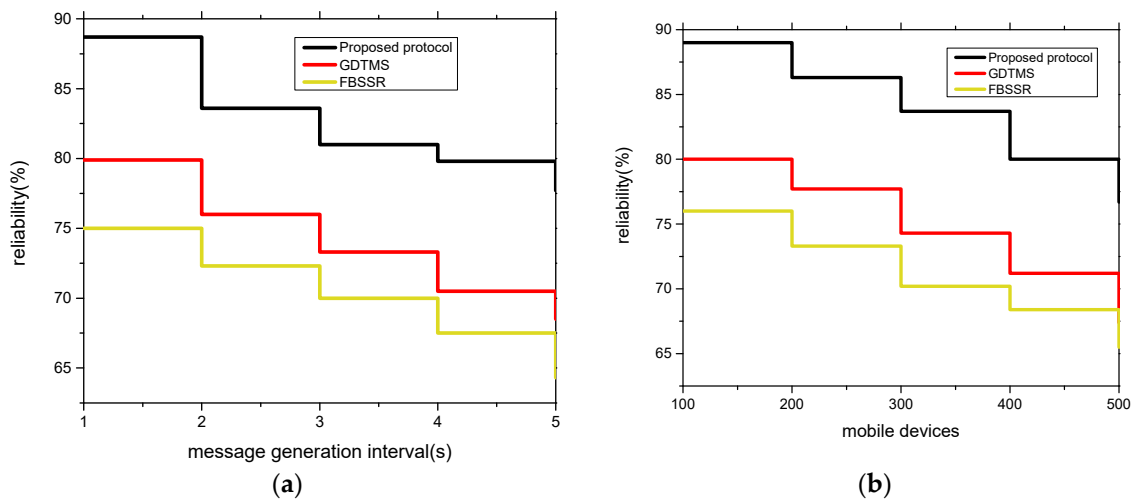 90
85
80
75
70
65
reliability(%)
Proposed protocol
GDTMS
FBSSR
1 2 3 4 5
message generation interval(s)
(a)
90
85
80
75
70
65
reliability(%)
Proposed protocol
GDTMS
FBSSR
100 200 300 400 500
mobile devices
(b)